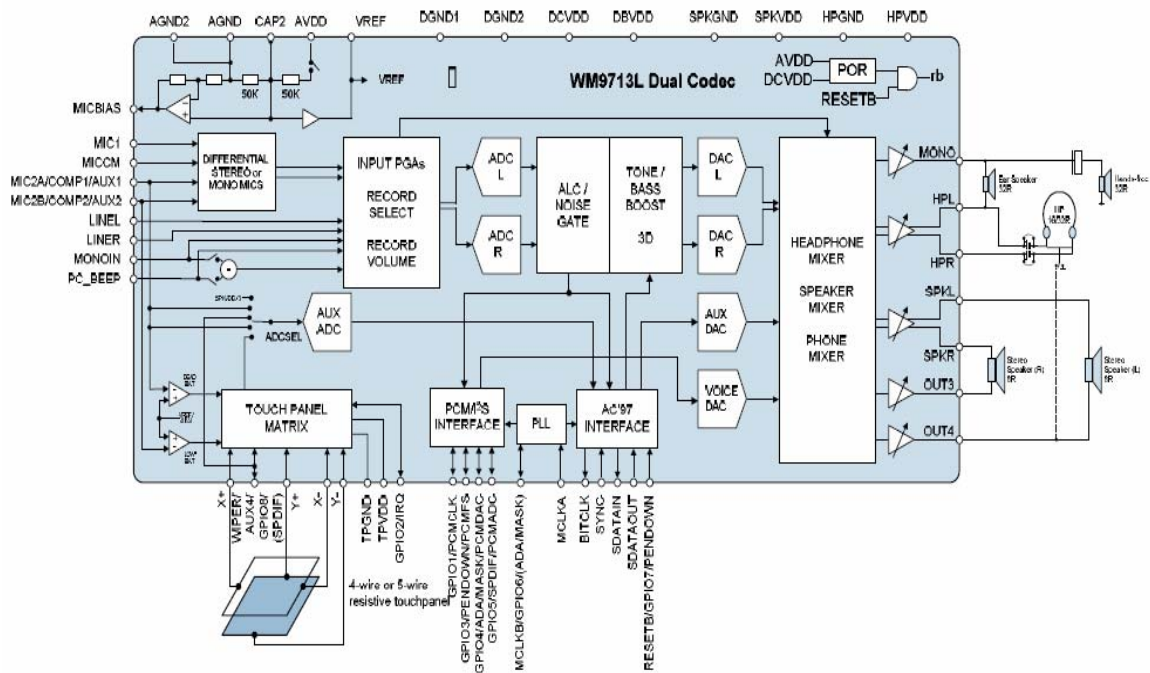 AGND2 AGND CAP2 AVDD VREF DGND1 DGND2 DCVDD DBVDD SPKGND SPKVDD HPGND HPVDD
WM9713L Dual Codec
AVDD
DCVDD
POR
rb
RESETB
VREF
50K 50K
MICBIAS
MIC1
MICCM
MIC2A/COMP1/AUX1
MIC2B/COMP2/AUX2
LINEL
LINER
MONOIN
PC_BEEP
DIFFERENTIAL
STEREO or
MONO MICS
INPUT PGAs
RECORD
SELECT
RECORD
VOLUME
ADC
L
ADC
R
ALC /
NOISE
GATE
TONE /
BASS
BOOST
3D
DAC
L
DAC
R
AUX
DAC
VOICE
DAC
HEADPHONE
MIXER
SPEAKER
MIXER
PHONE
MIXER
MONO
HPL
HPR
SPKL
SPKR
OUT3
OUT4
Ear Speaker
32R
HP
Stereo
Speaker (R)
8R
Stereo
Speaker (L)
8R
ADCSEL
AUX
ADC
TOUCH PANEL
MATRIX
PCM/I²S
INTERFACE
PLL
AC'97
INTERFACE
X+
WIPER/
AUX4/
GPIO8/
(SPDIF)
Y+
X-
Y-
TPGND
TPVDD
GPIO2/IRQ
GPIO1/PCMCLK
GPIO3/PENDOWN/PCMFS
GPIO4/ADA/MASK/PCMDAC
GPIO5/SPDIF/PCMADC
MCLKB/GPIO6/(ADA/MASK)
MCLKA
BITCLK
SYNC
SDATAIN
SDATAOUT
RESETB/GPIO7/PENDOWN
4-wire or 5-wire
resistive touchpanel